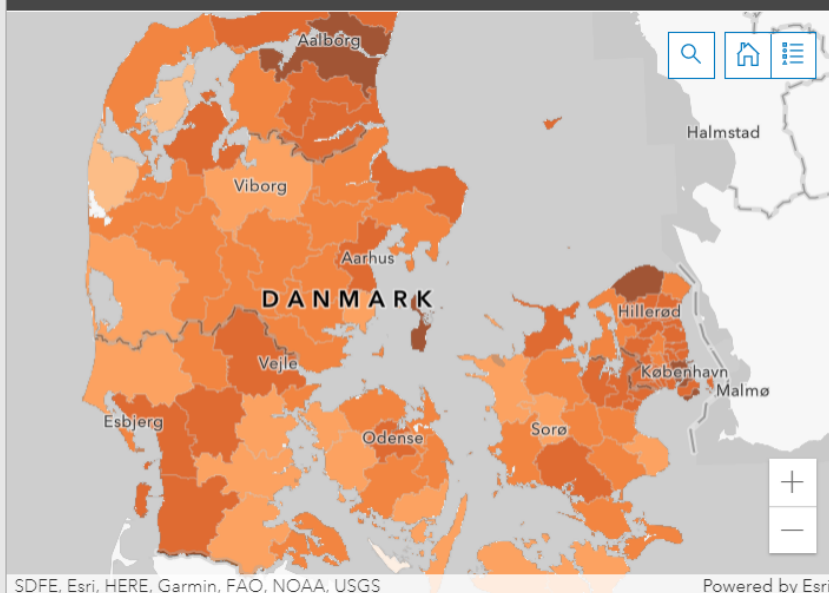 Aalborg
Halmstad
Viborg
Aarhus
DANMARK
Hillerød
Vejle
København
Malmø
Esbjerg
Odense
Sorø
+
−
SDFE, Esri, HERE, Garmin, FAO, NOAA, USGS
Powered by Esri